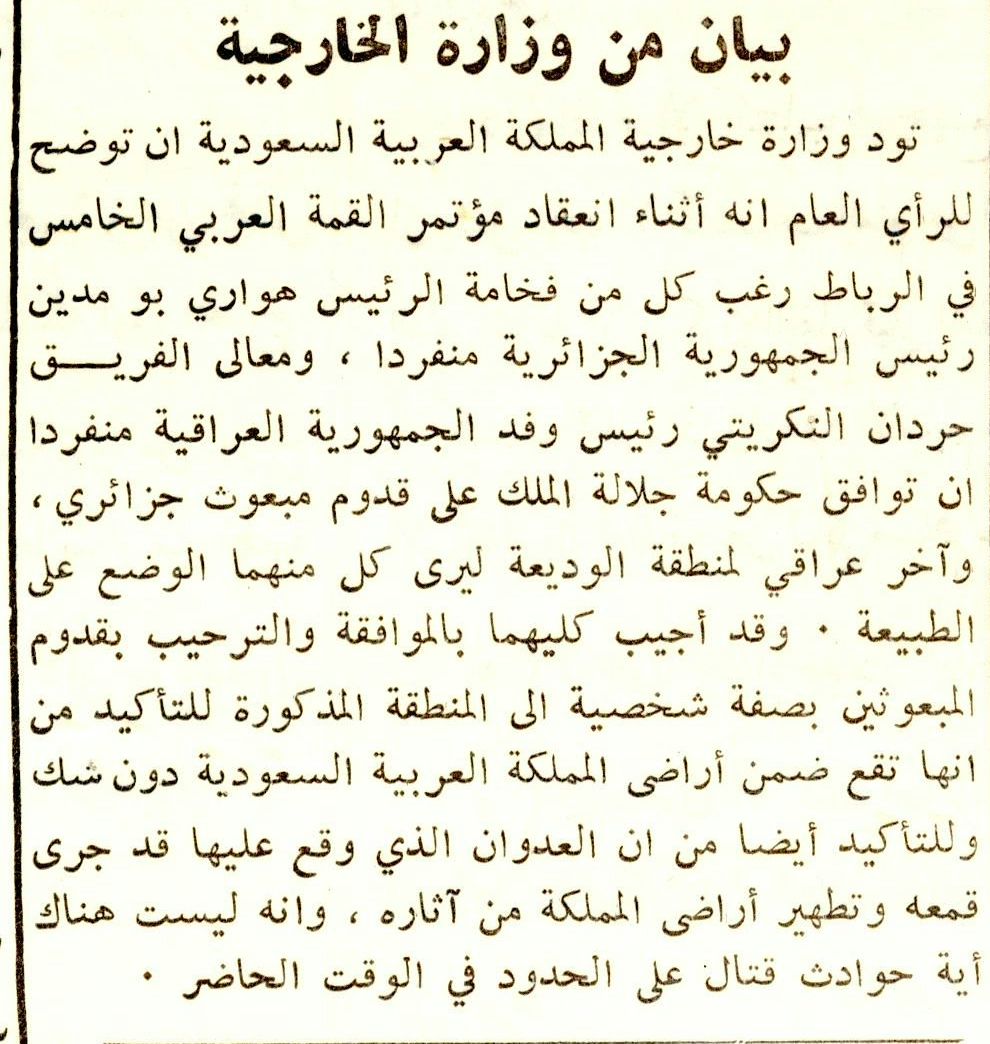 بيان من وزارة الخارجية
تود وزارة خارجية المملكة العربية السعودية ان توضح
للرأي العام انه أثناء انعقاد مؤتمر القمة العربي الخامس
في الرباط رغب كل من فخامة الرئيس هواري بو مدين
رئيس الجمهورية الجزائرية منفردا ، ومعالى الفريــق
حردان التكريتي رئيس وفد الجمهورية العراقية منفردا
ان توافق حكومة جلالة الملك على قدوم مبعوث جزائري ،
وآخر عراقي لمنطقة الوديعة ليرى كل منهما الوضع على
الطبيعة . وقد أجيب كليهما بالموافقة والترحيب بقدوم
المبعوثين بصفة شخصية الى المنطقة المذكورة للتأكيد من
انها تقع ضمن أراضى المملكة العربية السعودية دون شك
وللتأكيد أيضا من ان العدوان الذي وقع عليها قد جرى
قمعه وتطهير أراضى المملكة من آثاره ، وانه ليست هناك
أية حوادث قتال على الحدود في الوقت الحاضر .